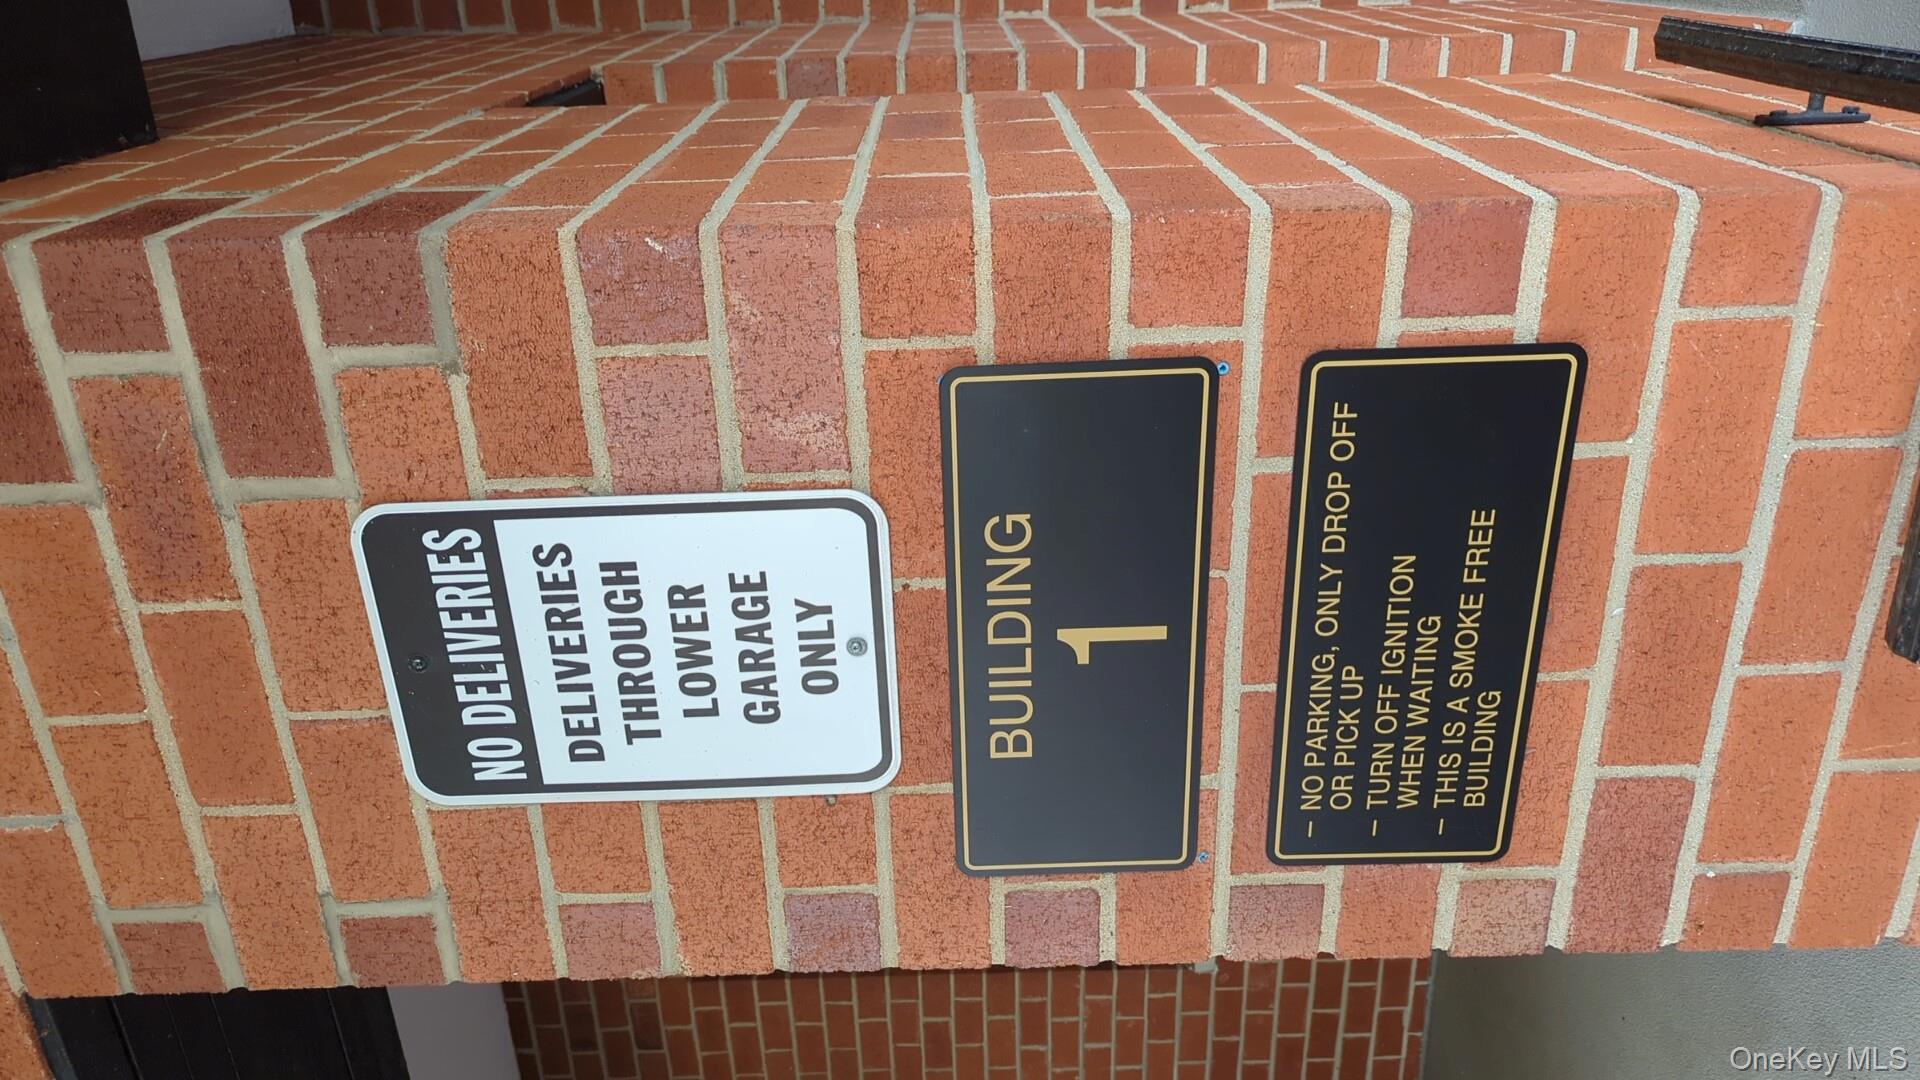 NO DELIVERIES
DELIVERIES
THROUGH
LOWER
GARAGE
ONLY
BUILDING
1
– NO PARKING, ONLY DROP OFF
OR PICK UP
– TURN OFF IGNITION
WHEN WAITING
– THIS IS A SMOKE FREE
BUILDING
OneKey MLS